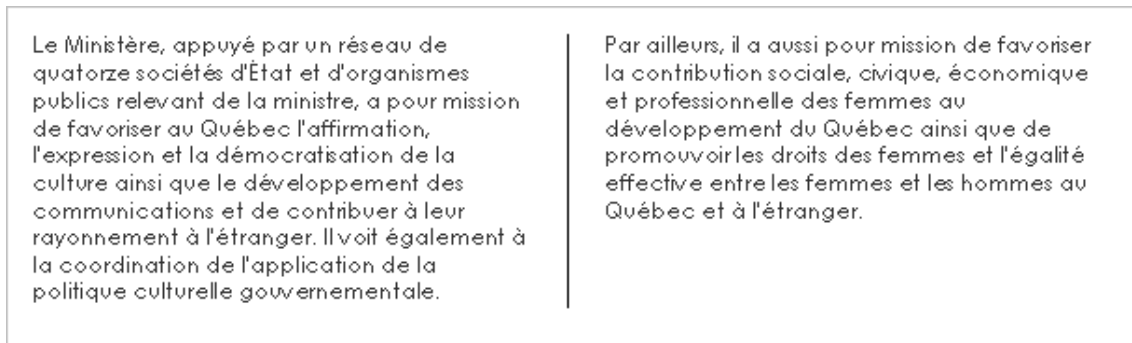 Le Ministère, appuyé par un réseau de
quatorze sociétés d'État et d'organismes
publics relevant de la ministre, a pour mission
de favoriser au Québec l'affirmation,
l'expression et la démocratisation de la
culture ainsi que le développement des
communications et de contribuer à leur
rayonnement à l'étranger. Il voit également à
la coordination de l'application de la
politique culturelle gouvernementale.
Par ailleurs, il a aussi pour mission de favoriser
la contribution sociale, civique, économique
et professionnelle des femmes au
développement du Québec ainsi que de
promouvoir les droits des femmes et l'égalité
effective entre les femmes et les hommes au
Québec et à l'étranger.